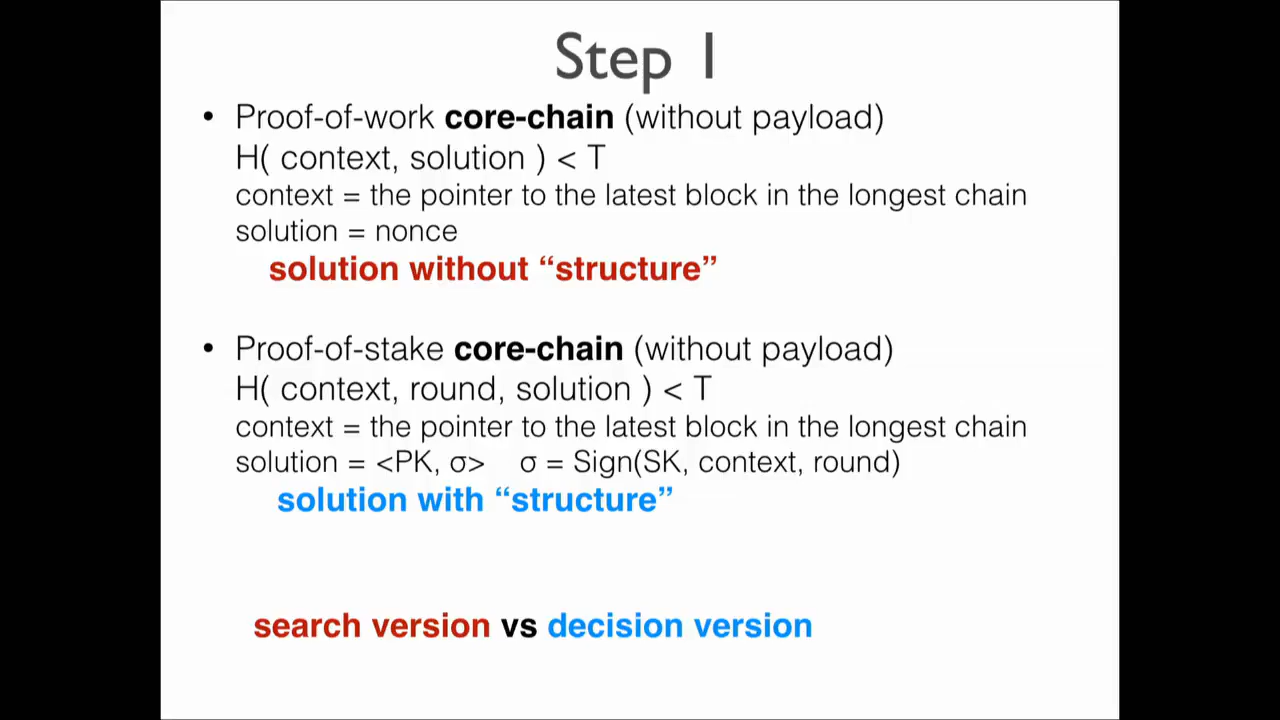 Step 1
• Proof-of-work core-chain (without payload)
H( context, solution ) < T
context = the pointer to the latest block in the longest chain
solution = nonce
solution without “structure”
• Proof-of-stake core-chain (without payload)
H( context, round, solution ) < T
context = the pointer to the latest block in the longest chain
solution = <PK, σ> σ = Sign(SK, context, round)
solution with “structure”
search version vs decision version